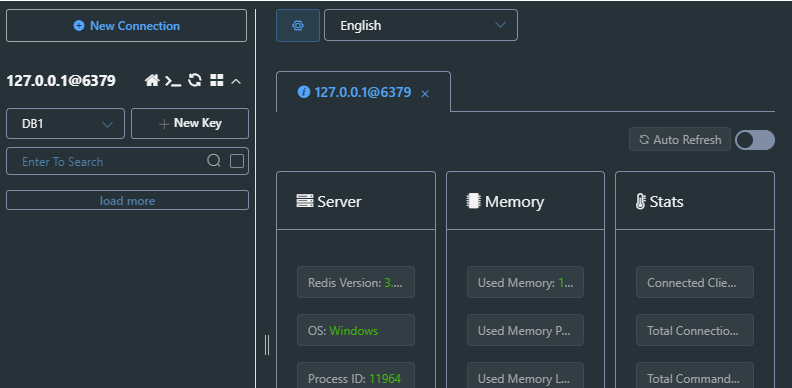 New Connection
English
127.0.0.1@6379
127.0.0.1@6379 ×
DB1
New Key
Auto Refresh
Enter To Search
load more
Server
Memory
Stats
Redis Version: 3....
Used Memory: 1...
Connected Clie...
OS: Windows
Used Memory P...
Total Connectio...
Process ID: 11964
Used Memory L...
Total Command...